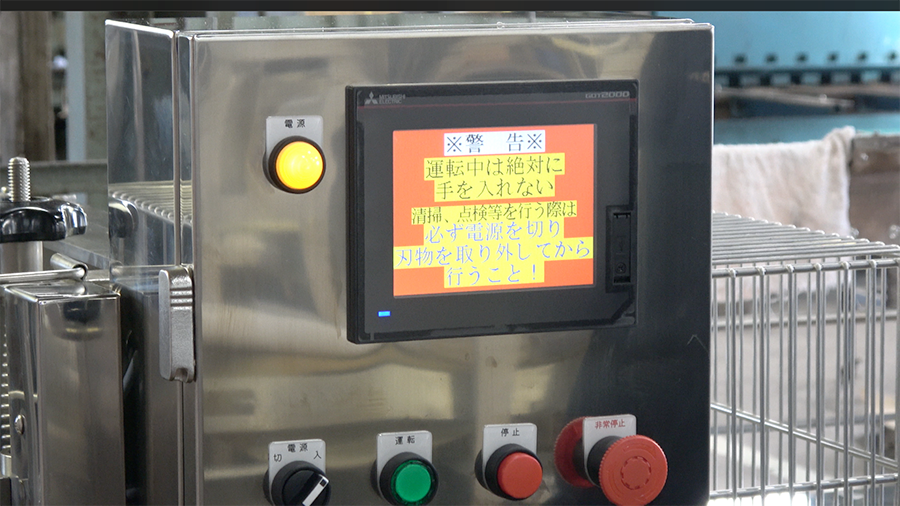 電源
MITSUBISHI ELECTRIC
GOT2000
※警 告※
運転中は絶対に
手を入れない
清掃、点検等を行う際は
必ず電源を切り
刃物を取り外してから
行うこと！
電源
切 入
運転
停止
非常停止